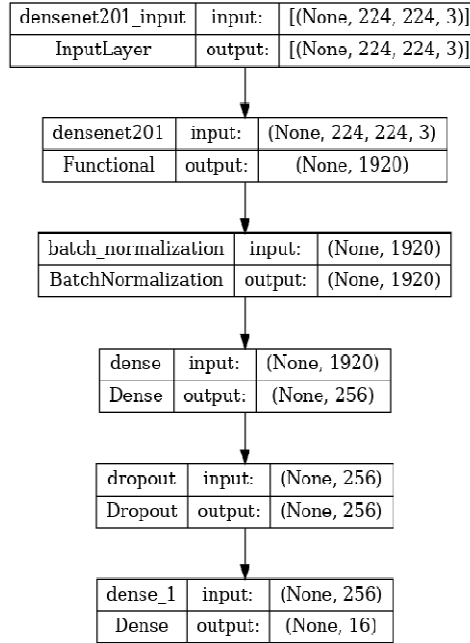 densenet201_input input: [(None, 224, 224, 3)]
InputLayer output: [(None, 224, 224, 3)]
densenet201 input: (None, 224, 224, 3)
Functional output: (None, 1920)
batch_normalization input: (None, 1920)
BatchNormalization output: (None, 1920)
dense input: (None, 1920)
Dense output: (None, 256)
dropout input: (None, 256)
Dropout output: (None, 256)
dense_1 input: (None, 256)
Dense output: (None, 16)